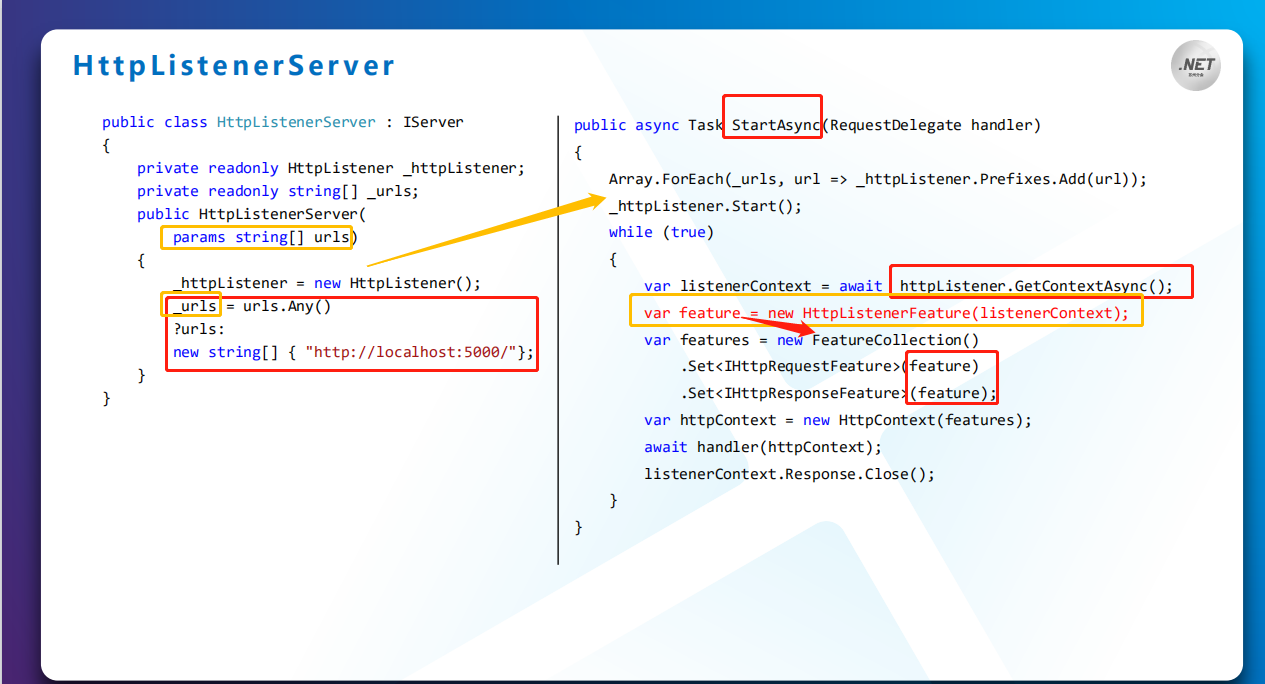 HttpListenerServer
.NET
public class HttpListenerServer : IServer
{
private readonly HttpListener _httpListener;
private readonly string[] _urls;
public HttpListenerServer(
params string[] urls)
{
_httpListener = new HttpListener();
_urls = urls.Any()
?urls:
new string[] { "http://localhost:5000/"};
}
}
public async Task StartAsync(RequestDelegate handler)
{
Array.ForEach(_urls, url => _httpListener.Prefixes.Add(url));
_httpListener.Start();
while (true)
{
var listenerContext = await _httpListener.GetContextAsync();
var feature = new HttpListenerFeature(listenerContext);
var features = new FeatureCollection()
.Set<IHttpRequestFeature>(feature)
.Set<IHttpResponseFeature>(feature);
var httpContext = new HttpContext(features);
await handler(httpContext);
listenerContext.Response.Close();
}
}